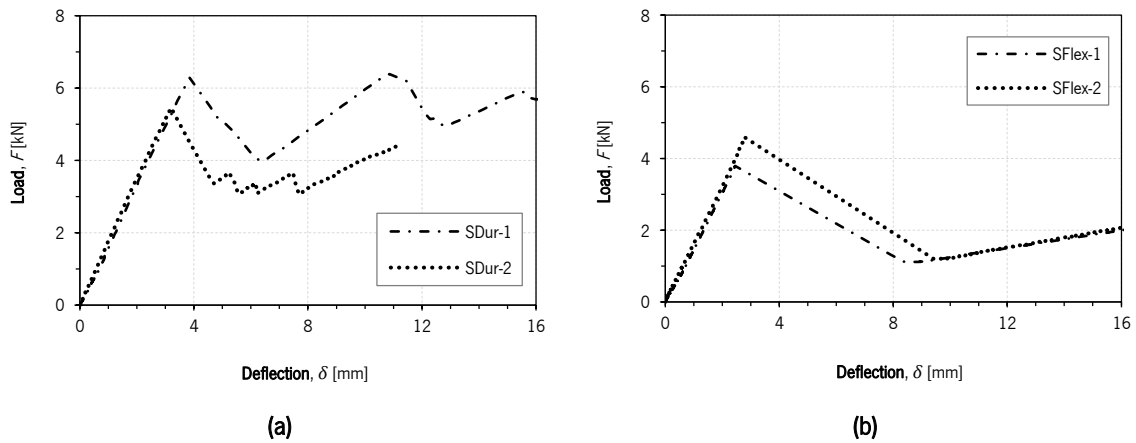 8
6
4
2
0
Load, F [kN]
0 4 8 12 16
Deflection, δ [mm]
SDur-1
SDur-2
(a)
8
6
4
2
0
Load, F [kN]
0 4 8 12 16
Deflection, δ [mm]
SFlex-1
SFlex-2
(b)